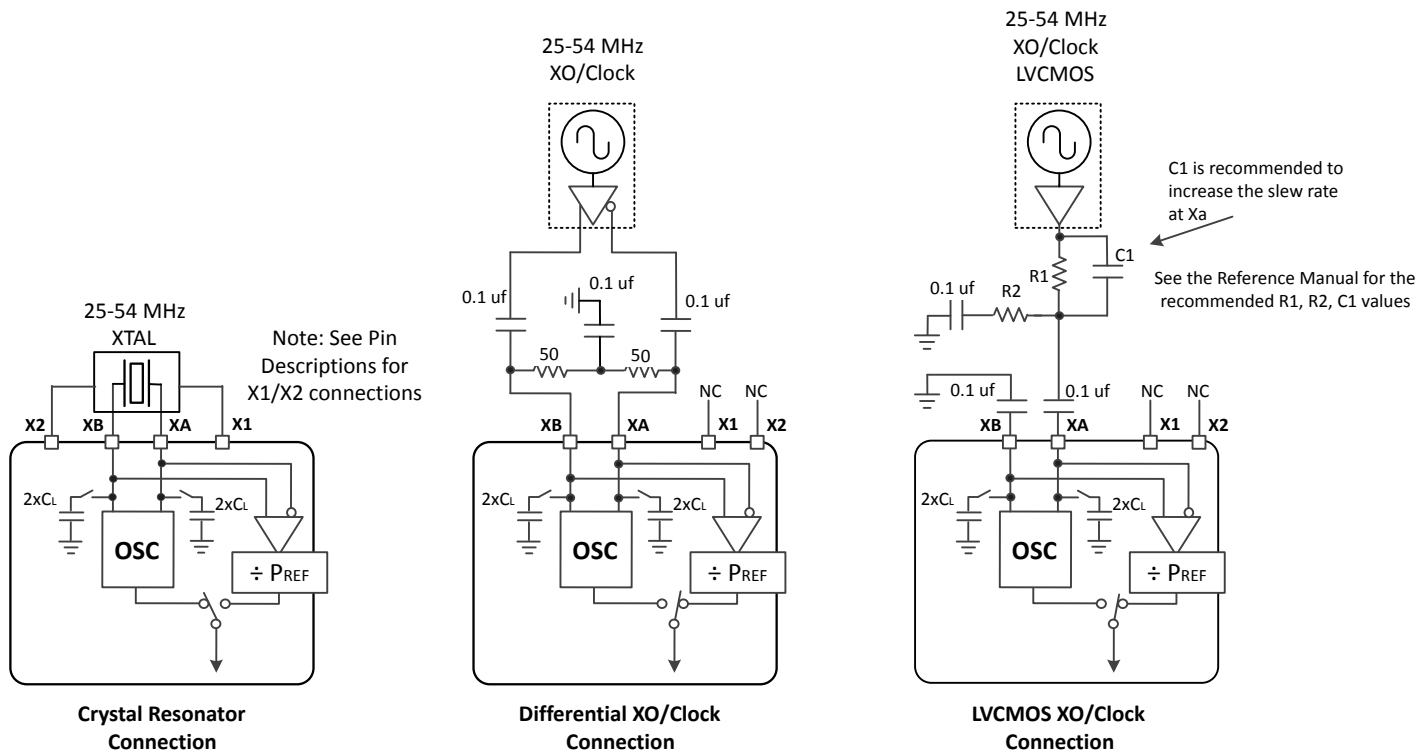 25-54 MHz
XTAL
Note: See Pin
Descriptions for
X1/X2 connections
X2
XB
XA
X1
2xCL
2xCL
OSC
÷ PREF
Crystal Resonator
Connection
25-54 MHz
XO/Clock
0.1 uf
0.1 uf
0.1 uf
50
50
NC
NC
XB
XA
X1
X2
2xCL
2xCL
OSC
÷ PREF
Differential XO/Clock
Connection
25-54 MHz
XO/Clock
LVCMOS
C1 is recommended to
increase the slew rate
at Xa
C1
R1
See the Reference Manual for the
recommended R1, R2, C1 values
0.1 uf
R2
0.1 uf
0.1 uf
NC
NC
XB
XA
X1
X2
2xCL
2xCL
OSC
÷ PREF
LVCMOS XO/Clock
Connection